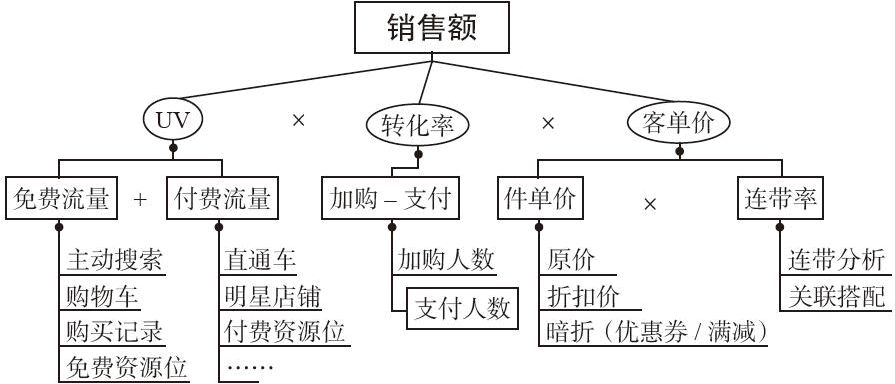 销售额
UV × 转化率 × 客单价
免费流量 + 付费流量 加购 – 支付 件单价 × 连带率
主动搜索 直通车 加购人数 原价 连带分析
购物车 明星店铺 支付人数 折扣价 关联搭配
购买记录 付费资源位 暗折（优惠券 / 满减）
免费资源位 ……